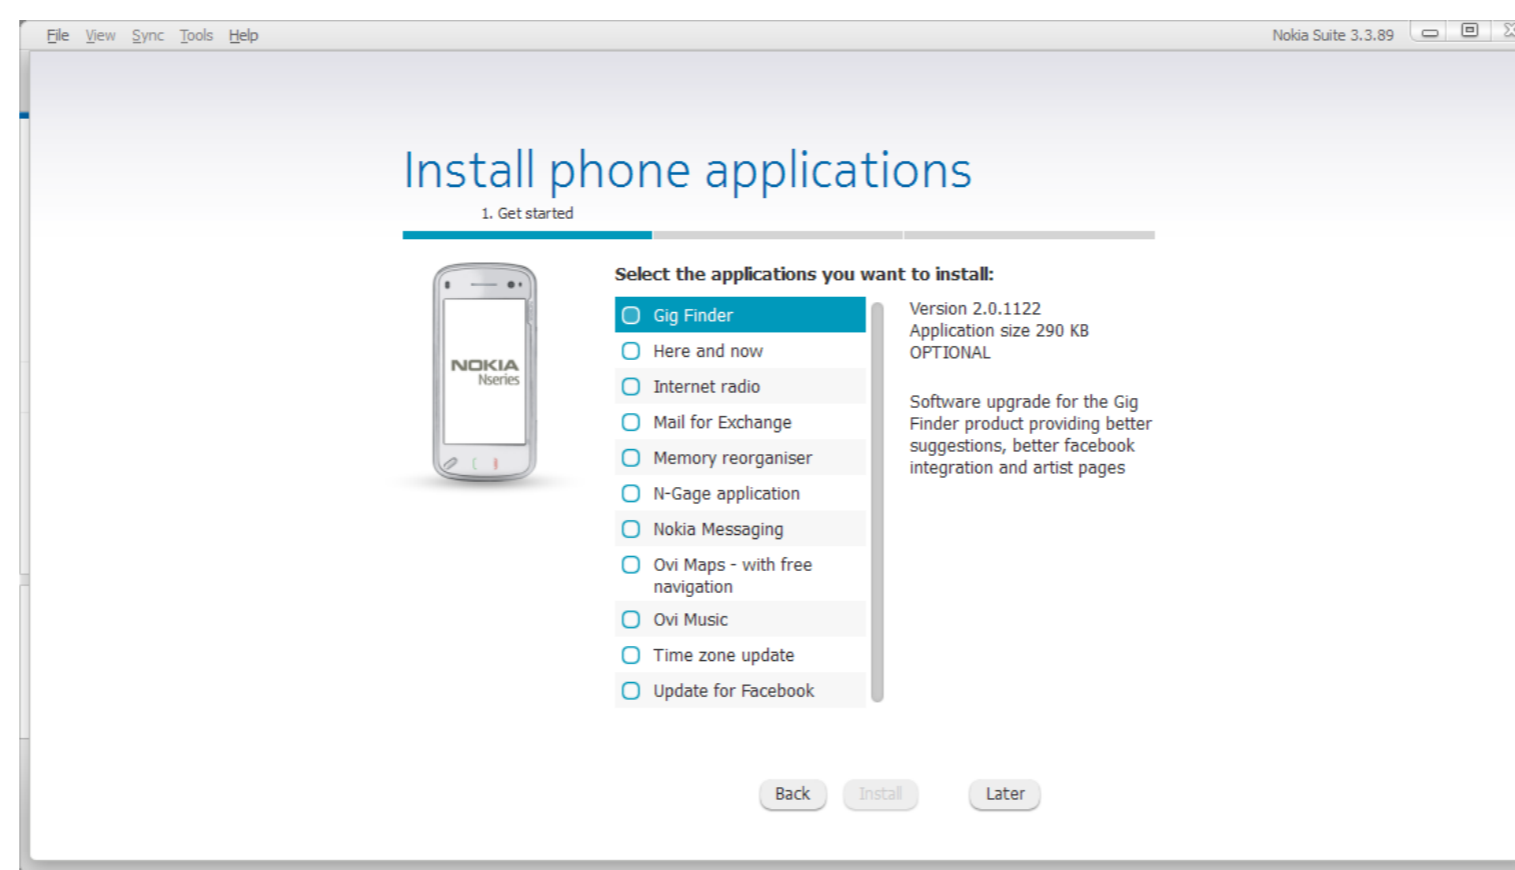 File View Sync Tools Help
Nokia Suite 3.3.89
Install phone applications
1. Get started
NOKIA
Nseries
Select the applications you want to install:
Gig Finder
Here and now
Internet radio
Mail for Exchange
Memory reorganiser
N-Gage application
Nokia Messaging
Ovi Maps - with free
navigation
Ovi Music
Time zone update
Update for Facebook
Version 2.0.1122
Application size 290 KB
OPTIONAL
Software upgrade for the Gig
Finder product providing better
suggestions, better facebook
integration and artist pages
Back Install Later